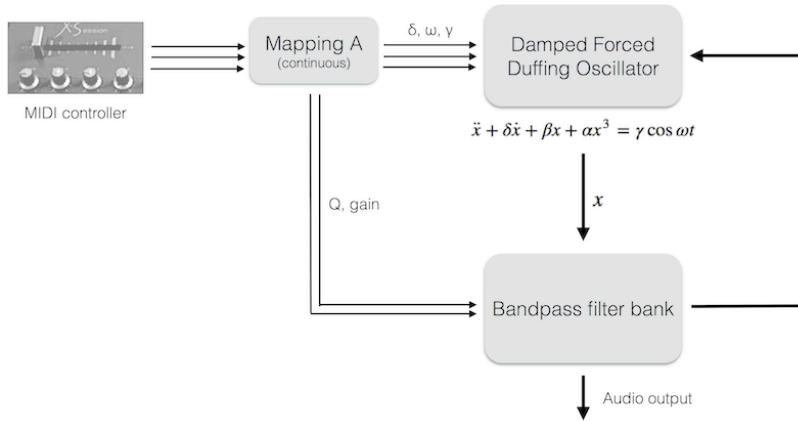 XSession
MIDI controller
Mapping A
(continuous)
δ, ω, γ
Damped Forced
Duffing Oscillator
ẍ + δẋ + βx + αx³ = γ cos ωt
x
Q, gain
Bandpass filter bank
Audio output